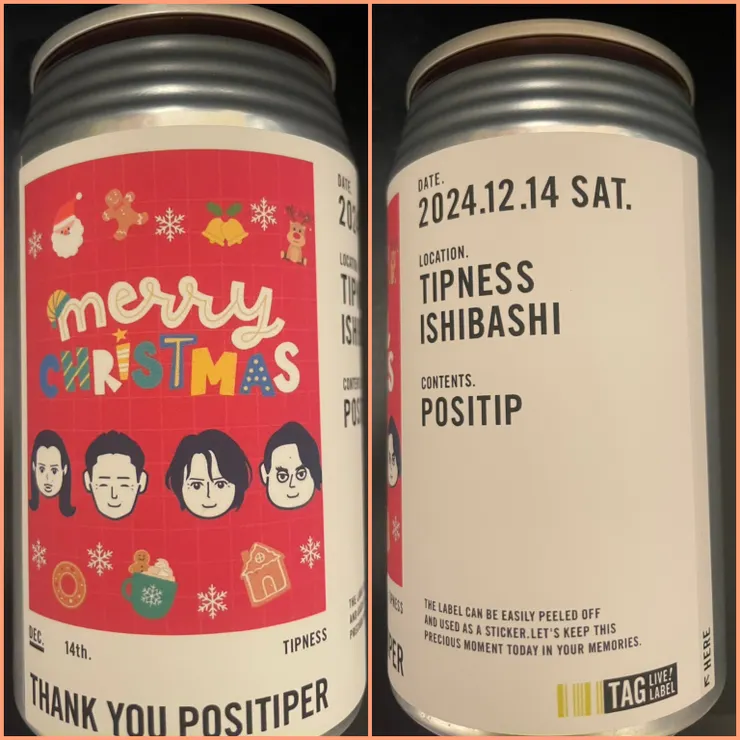 merry
CHRISTMAS
DEC. 14th. TIPNESS
THANK YOU POSITIPER
DATE.
2024.12.14 SAT.
LOCATION.
TIPNESS
ISHIBASHI
CONTENTS.
POSITIP
THE LABEL CAN BE EASILY PEELED OFF
AND USED AS A STICKER.LET'S KEEP THIS
PRECIOUS MOMENT TODAY IN YOUR MEMORIES.
TAG LIVE!
LABEL
HERE